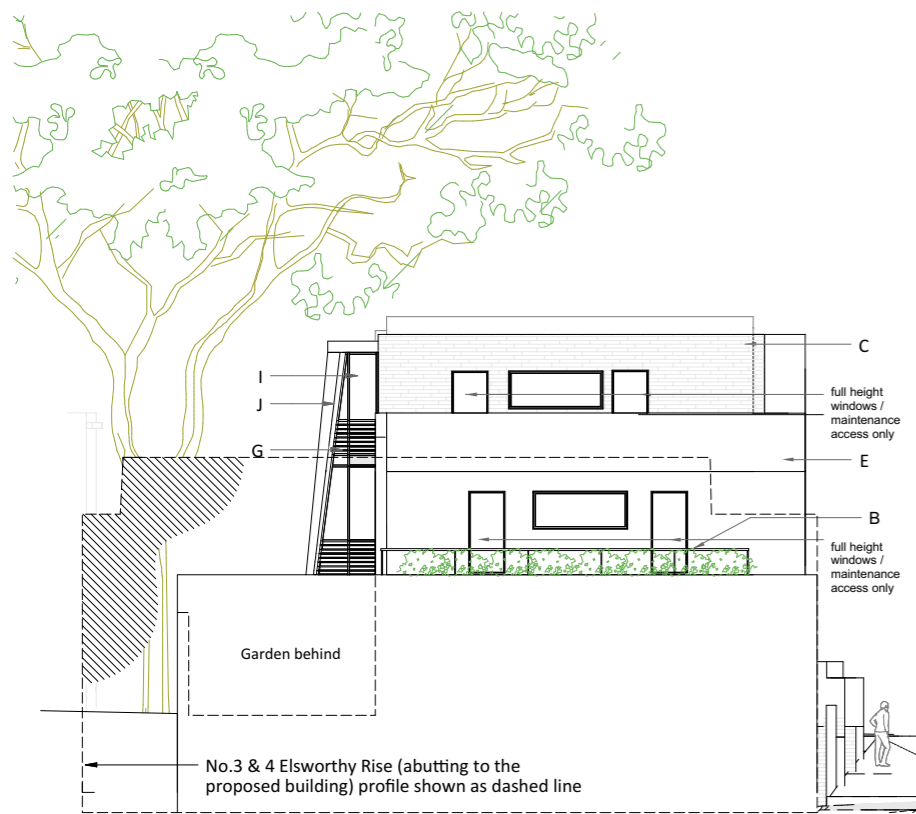 C
I
full height
windows /
maintenance
access only
J
G
E
B
full height
windows /
maintenance
access only
Garden behind
No.3 & 4 Elsworthy Rise (abutting to the
proposed building) profile shown as dashed line